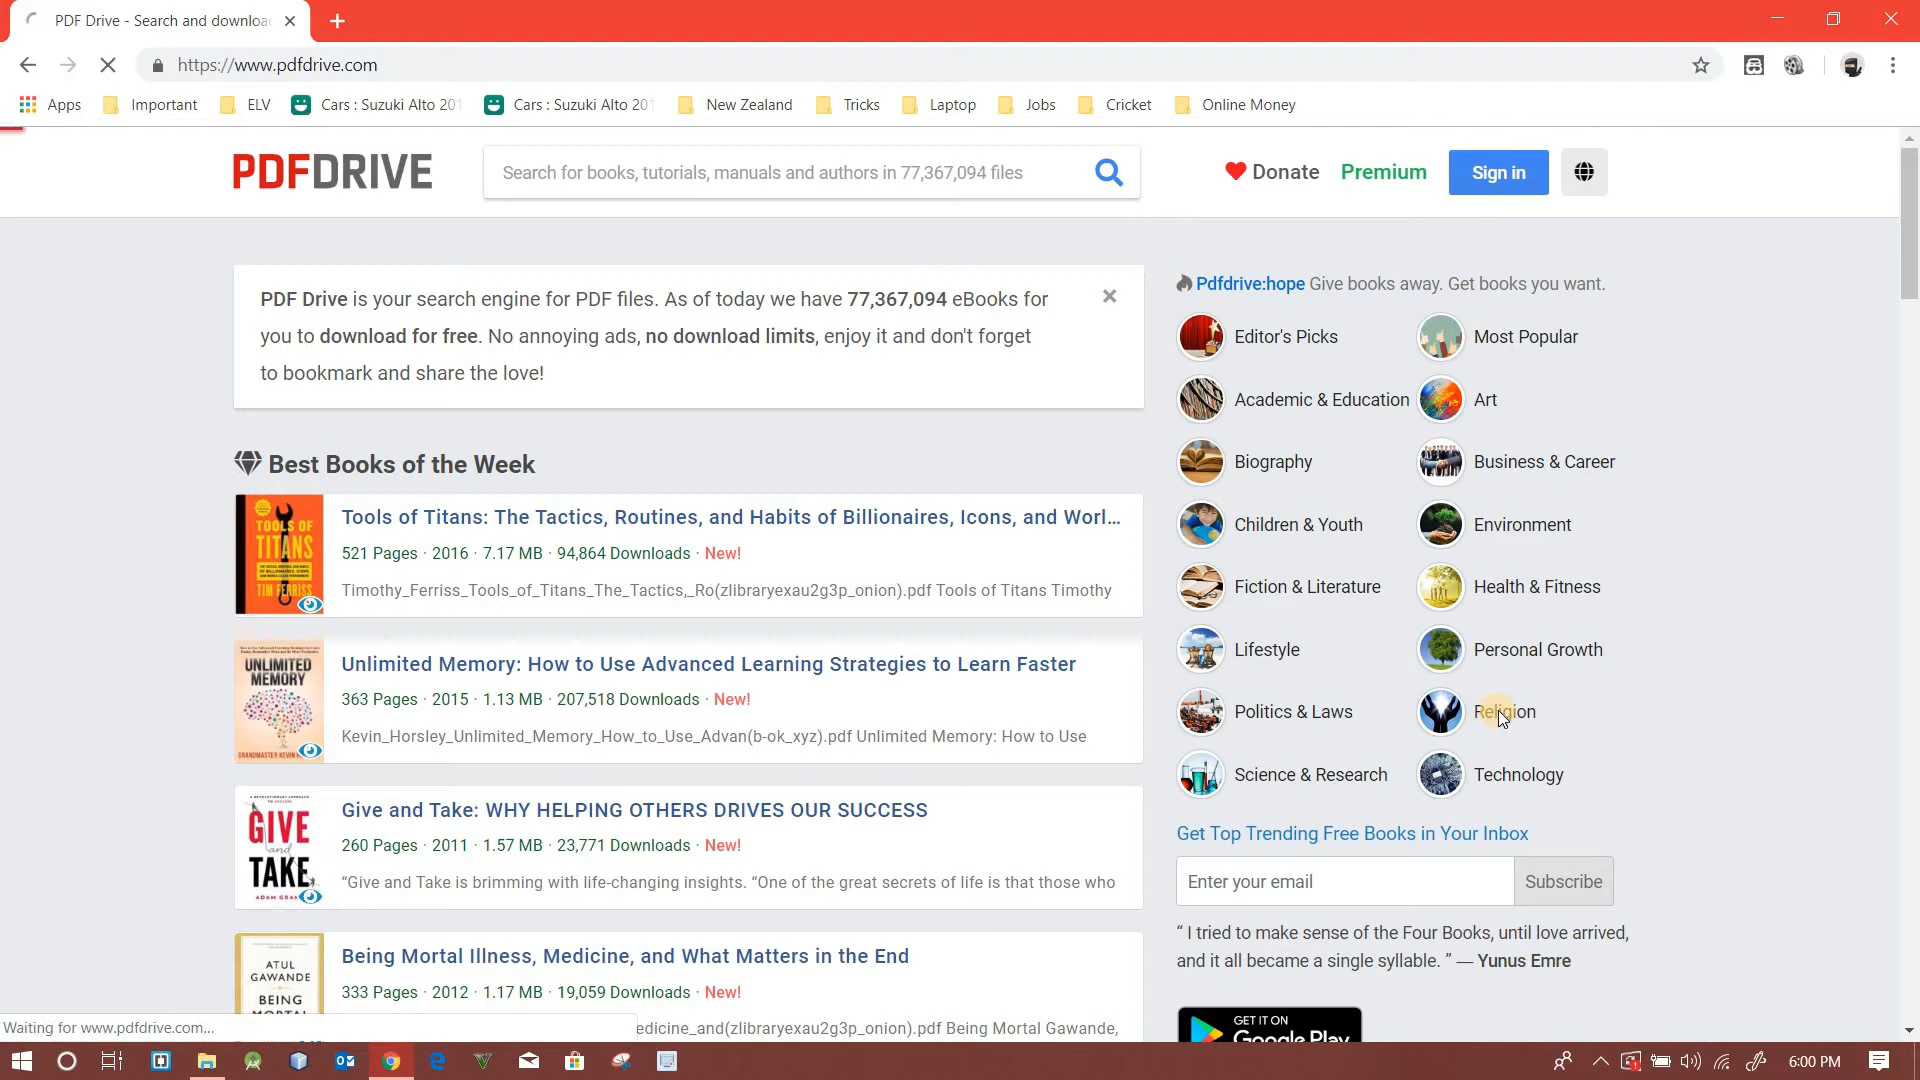 PDF Drive - Search and downloa
https://www.pdfdrive.com
Apps Important ELV Cars : Suzuki Alto 201 Cars : Suzuki Alto 201 New Zealand Tricks Laptop Jobs Cricket Online Money
PDFDRIVE
Search for books, tutorials, manuals and authors in 77,367,094 files
Donate Premium Sign in
PDF Drive is your search engine for PDF files. As of today we have 77,367,094 eBooks for
you to download for free. No annoying ads, no download limits, enjoy it and don't forget
to bookmark and share the love!
Best Books of the Week
TOOLS OF TITANS
TIM FERRISS
Tools of Titans: The Tactics, Routines, and Habits of Billionaires, Icons, and Worl...
521 Pages · 2016 · 7.17 MB · 94,864 Downloads · New!
Timothy_Ferriss_Tools_of_Titans_The_Tactics,_Ro(zlibraryexau2g3p_onion).pdf Tools of Titans Timothy
UNLIMITED
MEMORY
Unlimited Memory: How to Use Advanced Learning Strategies to Learn Faster
363 Pages · 2015 · 1.13 MB · 207,518 Downloads · New!
Kevin_Horsley_Unlimited_Memory_How_to_Use_Advan(b-ok_xyz).pdf Unlimited Memory: How to Use
GIVE
and
TAKE
Give and Take: WHY HELPING OTHERS DRIVES OUR SUCCESS
260 Pages · 2011 · 1.57 MB · 23,771 Downloads · New!
“Give and Take is brimming with life-changing insights. “One of the great secrets of life is that those who
ATUL
GAWANDE
BEING
Being Mortal Illness, Medicine, and What Matters in the End
333 Pages · 2012 · 1.17 MB · 19,059 Downloads · New!
edicine_and(zlibraryexau2g3p_onion).pdf Being Mortal Gawande,
Pdfdrive:hope Give books away. Get books you want.
Editor's Picks Most Popular
Academic & Education Art
Biography Business & Career
Children & Youth Environment
Fiction & Literature Health & Fitness
Lifestyle Personal Growth
Politics & Laws Religion
Science & Research Technology
Get Top Trending Free Books in Your Inbox
Enter your email Subscribe
“ I tried to make sense of the Four Books, until love arrived,
and it all became a single syllable. ” — Yunus Emre
GET IT ON
Google Play
Waiting for www.pdfdrive.com...
6:00 PM